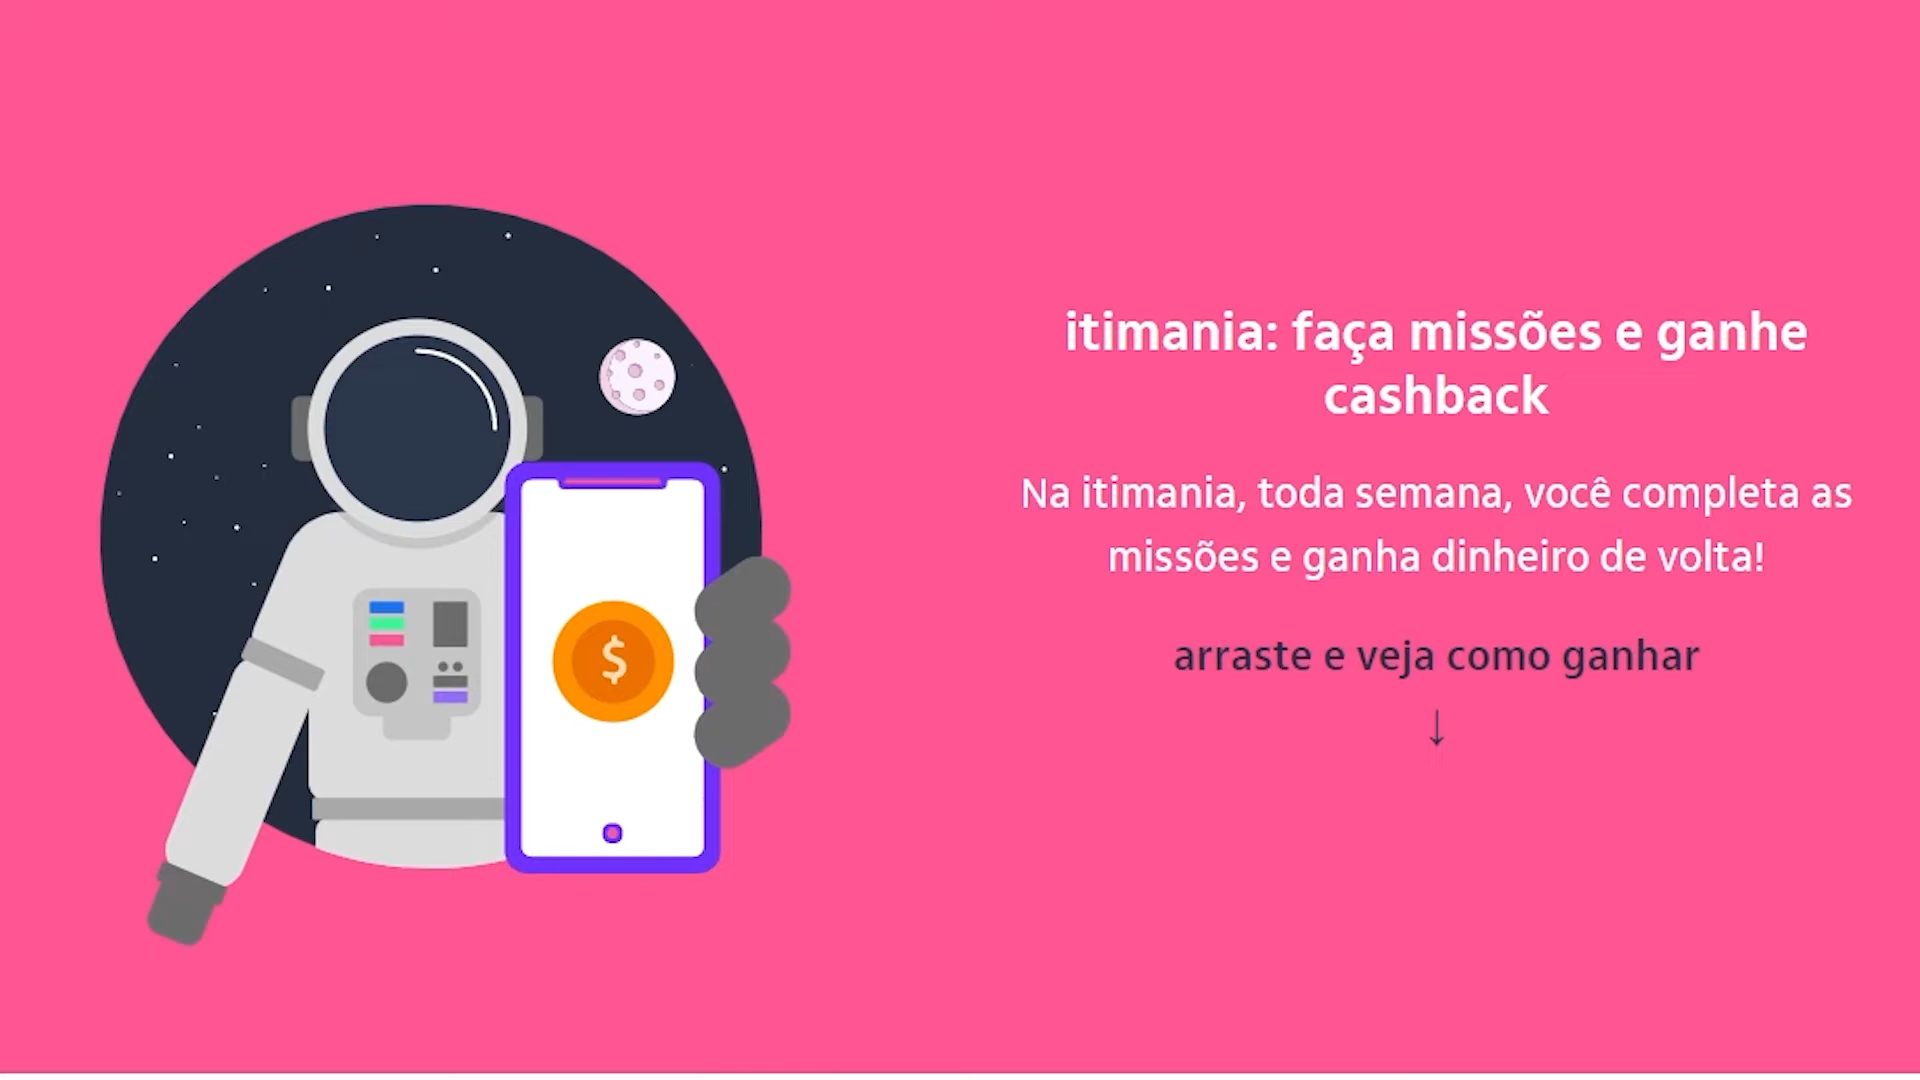 itimania: faça missões e ganhe
cashback
Na itimania, toda semana, você completa as
missões e ganha dinheiro de volta!
arraste e veja como ganhar
↓
$